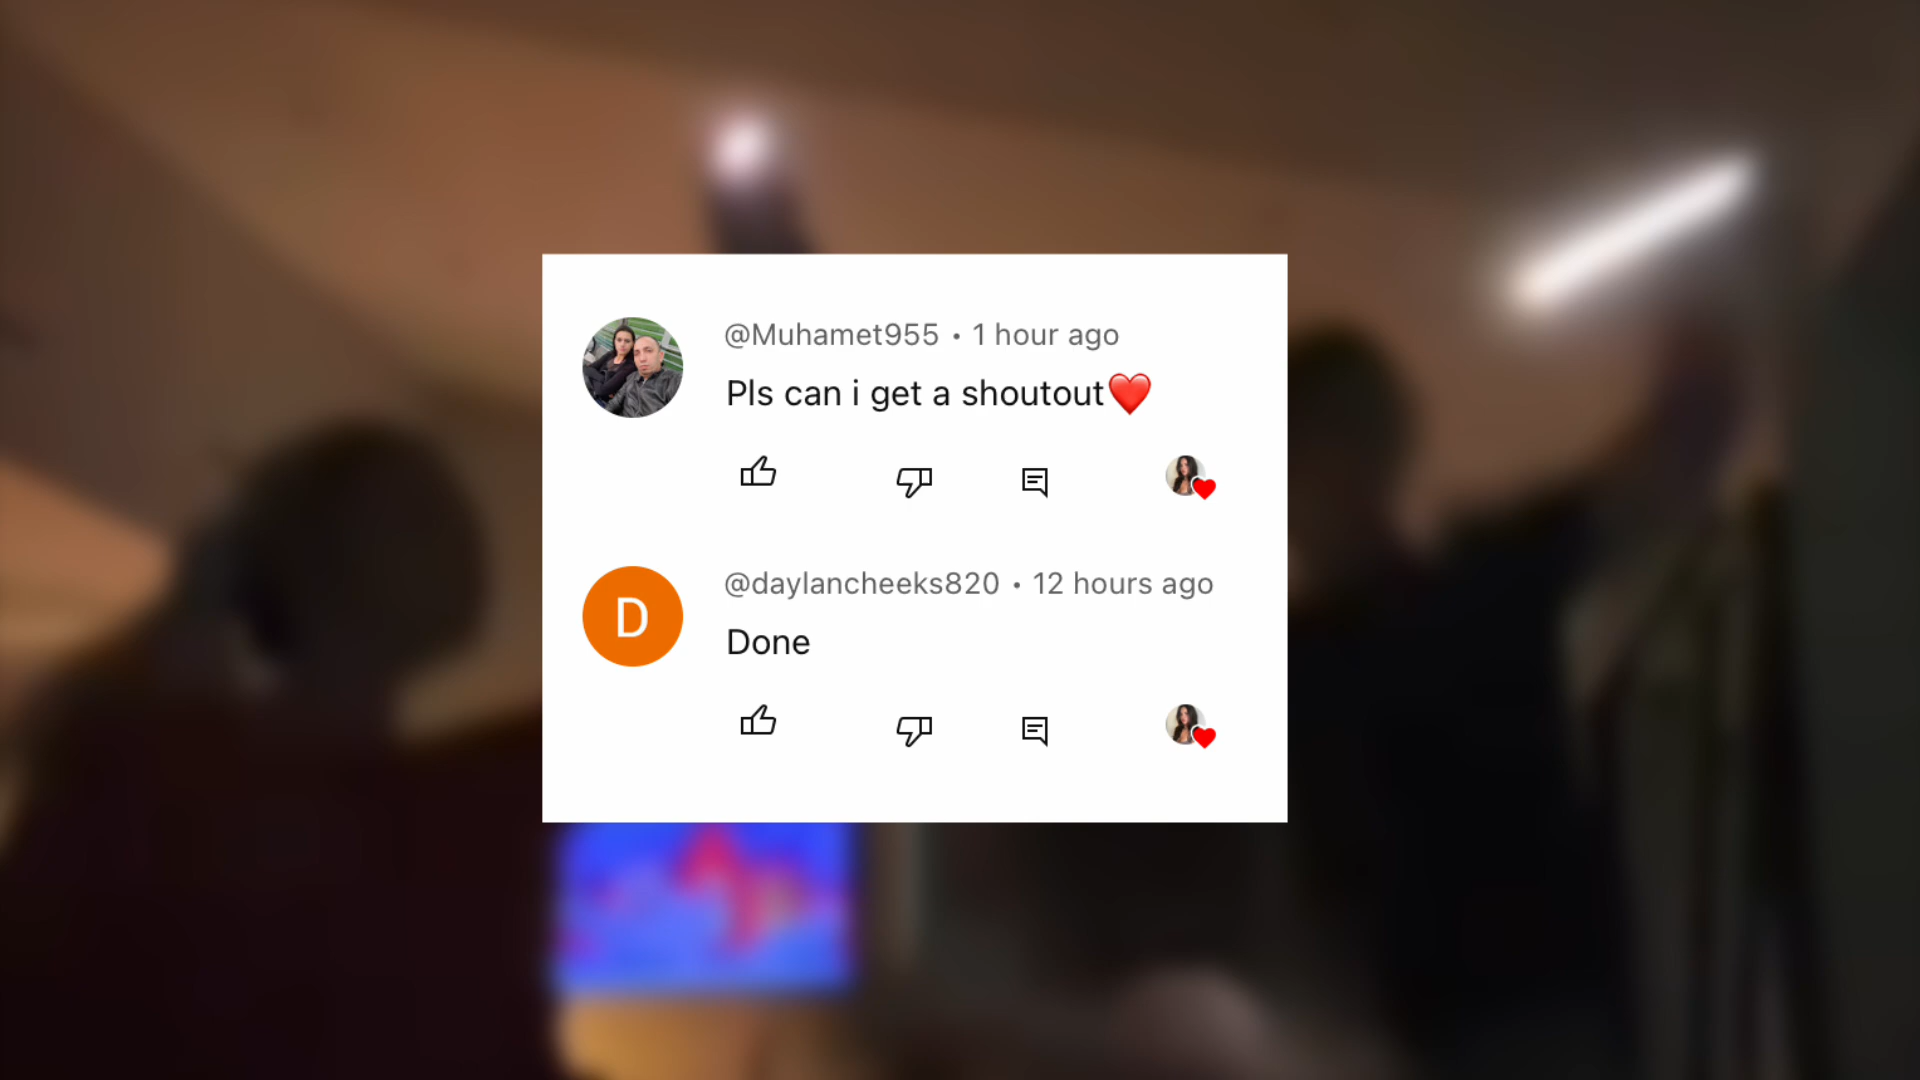 @Muhamet955 • 1 hour ago
Pls can i get a shoutout❤️
D
@daylancheeks820 • 12 hours ago
Done